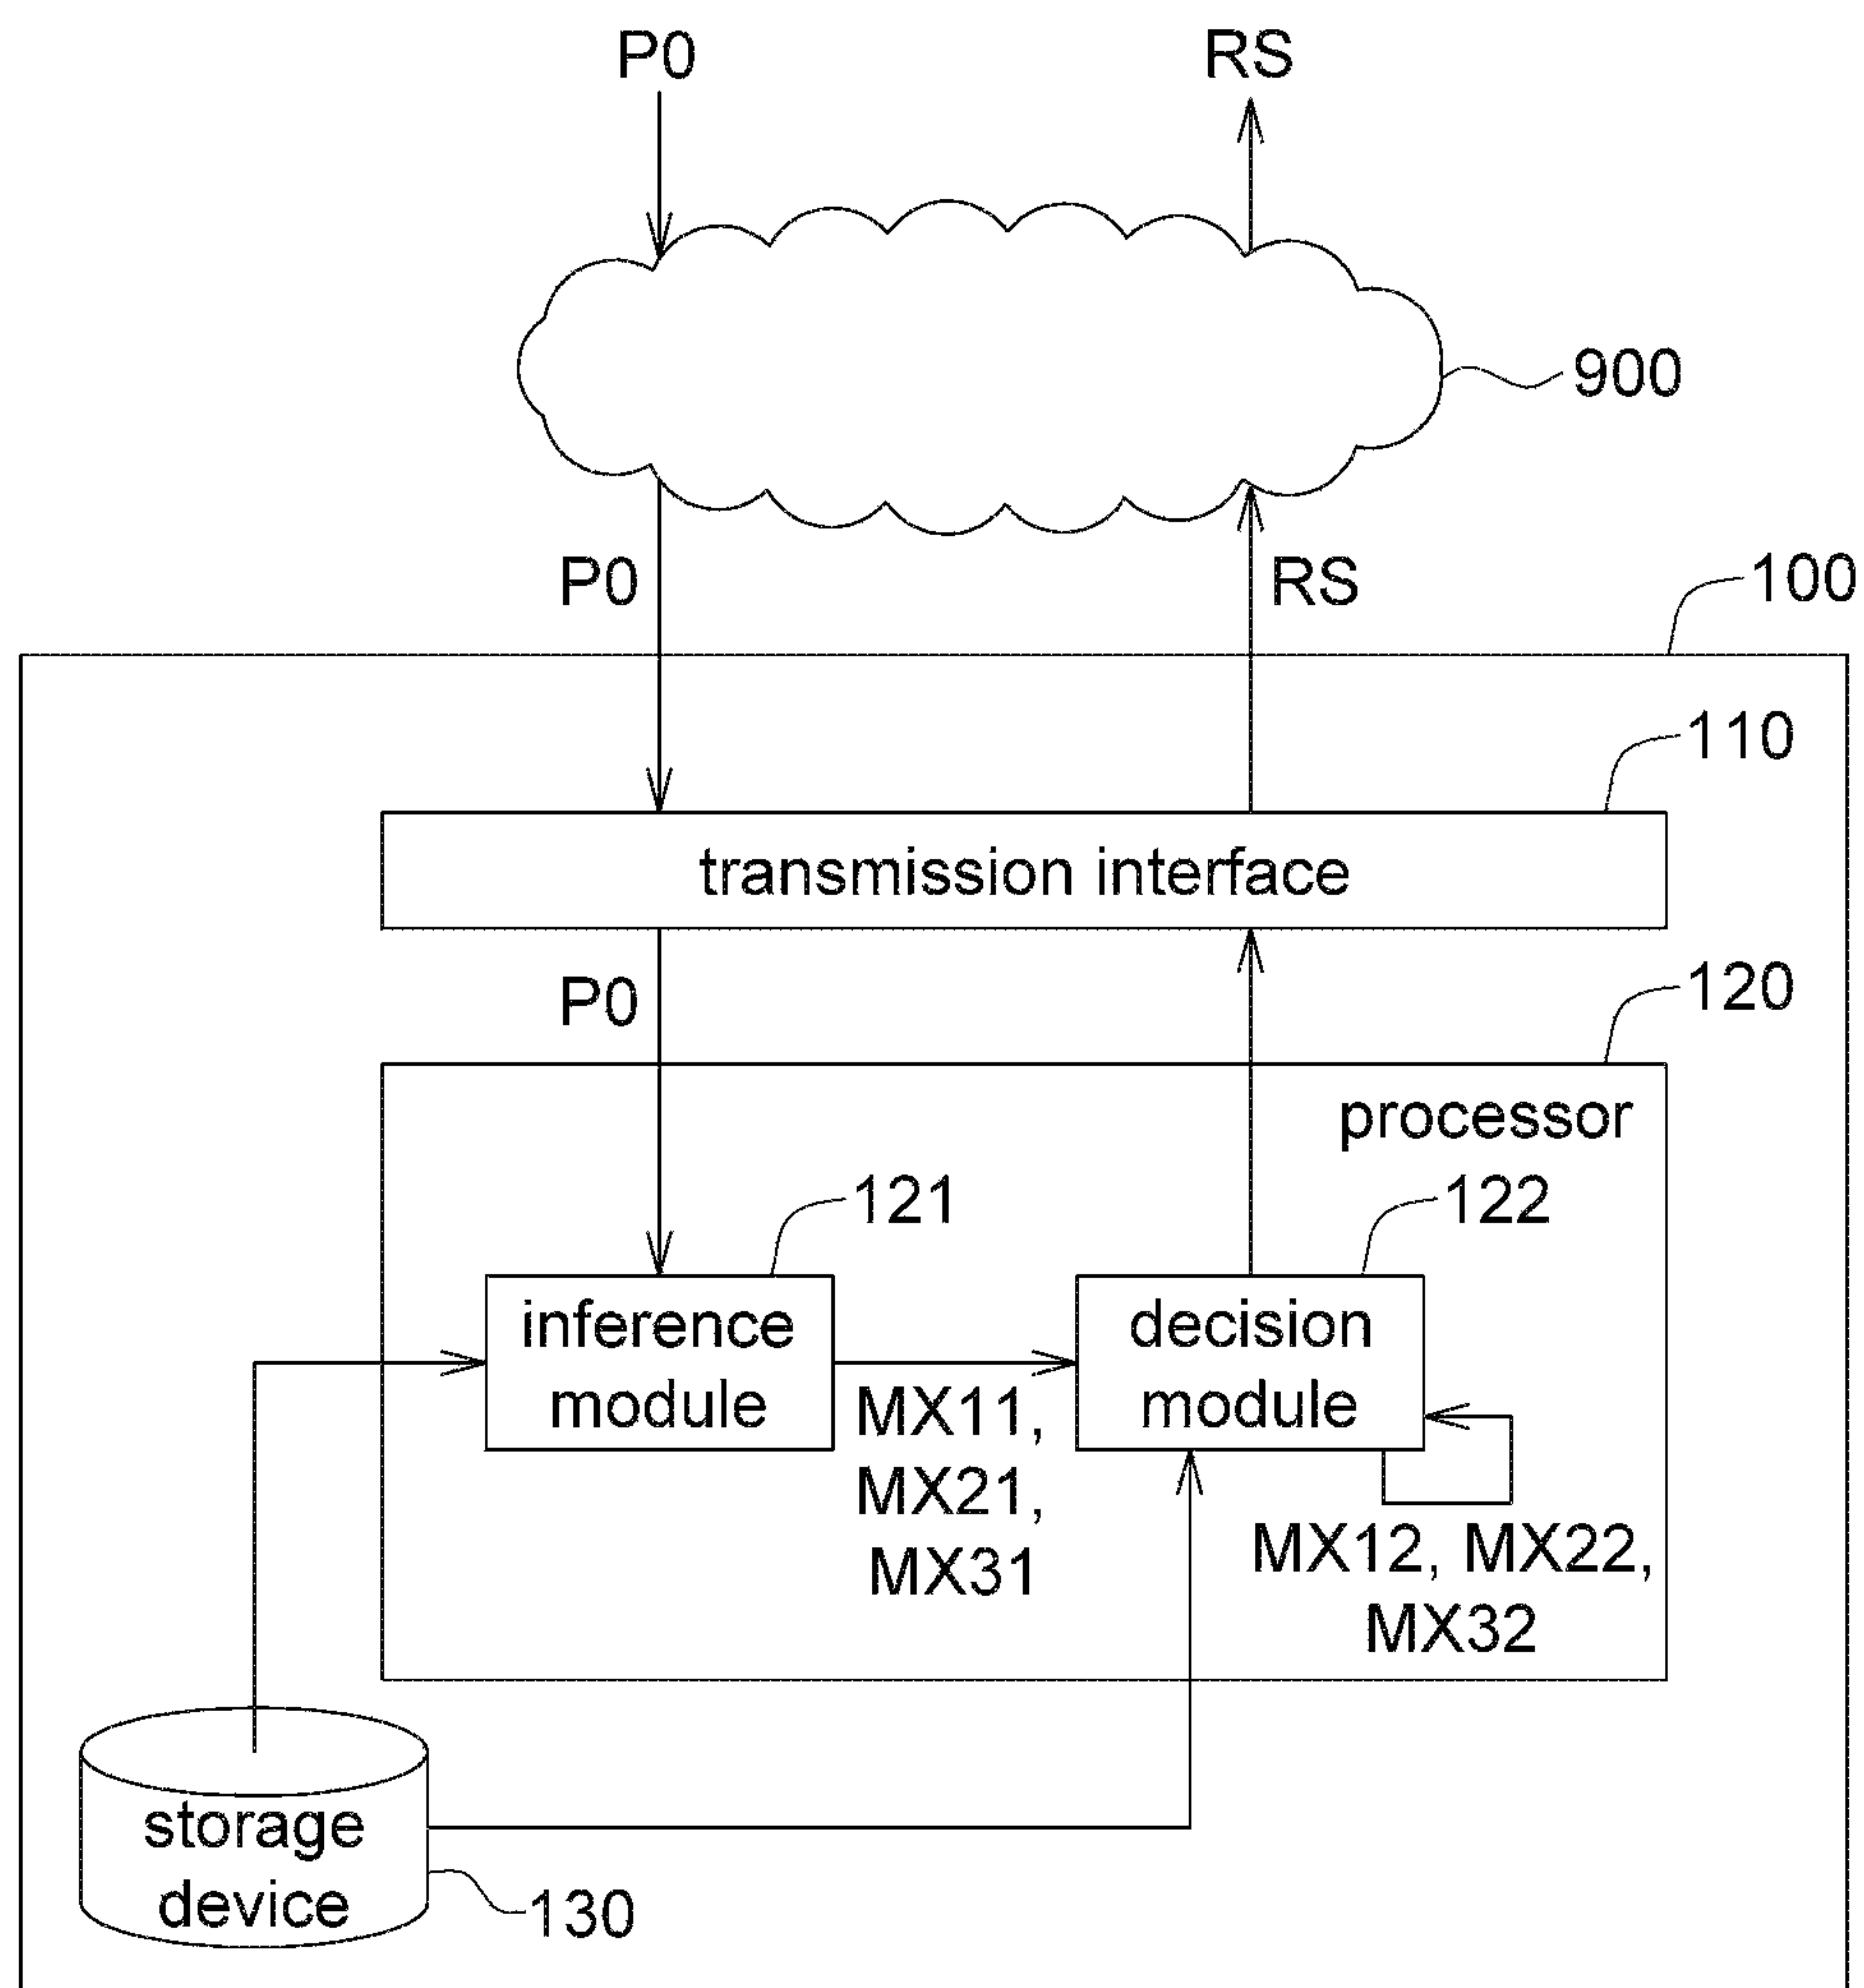 P0
RS
900
P0
RS
100
110
transmission interface
P0
120
processor
121
122
inference
module
decision
module
MX11,
MX21,
MX31
MX12, MX22,
MX32
storage
device
130